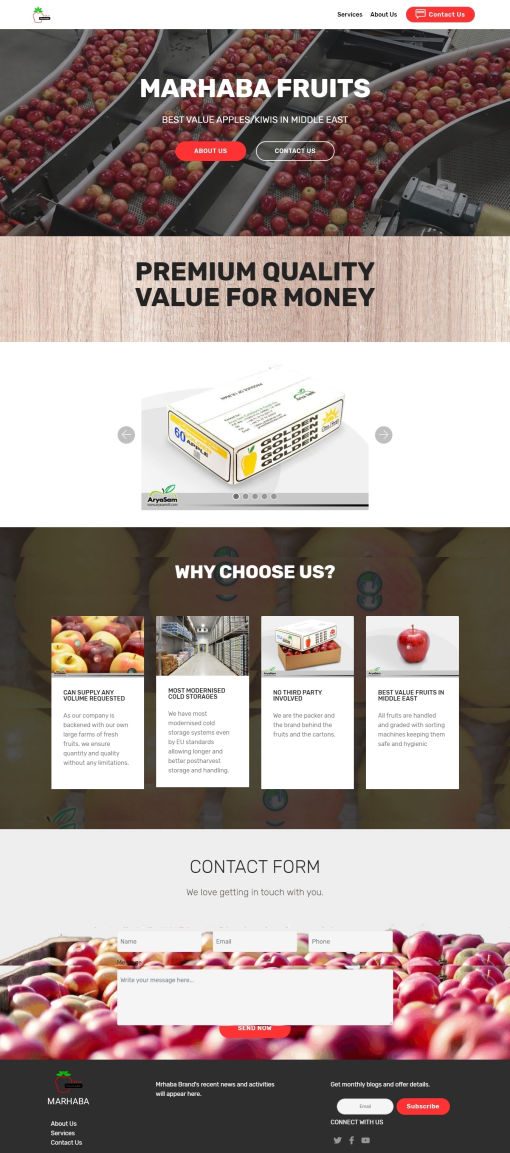 Services
About Us
Contact Us
MARHABA FRUITS
BEST VALUE APPLES/KIWIS IN MIDDLE EAST
ABOUT US
CONTACT US
PREMIUM QUALITY
VALUE FOR MONEY
60
APPLE
GOLDEN
GOLDEN
GOLDEN
GOLDEN
AryaSam
WHY CHOOSE US?
CAN SUPPLY ANY
VOLUME REQUESTED
As our company is
backened with our own
large farms of fresh
fruits, we ensure
quantity and quality
without any limitations.
MOST MODERNISED
COLD STORAGES
We have most
modernised cold
storage systems even
by EU standards
allowing longer and
better postharvest
storage and handling.
NO THIRD PARTY
INVOLVED
We are the packer and
the brand behind the
fruits and the cartons.
BEST VALUE FRUITS IN
MIDDLE EAST
All fruits are handled
and graded with sorting
machines keeping them
safe and hygienic
CONTACT FORM
We love getting in touch with you.
Name
Email
Phone
Write your message here...
SEND NOW
MARHABA
About Us
Services
Contact Us
Mrhaba Brand's recent news and activities
will appear here.
Get monthly blogs and offer details.
Email
Subscribe
CONNECT WITH US